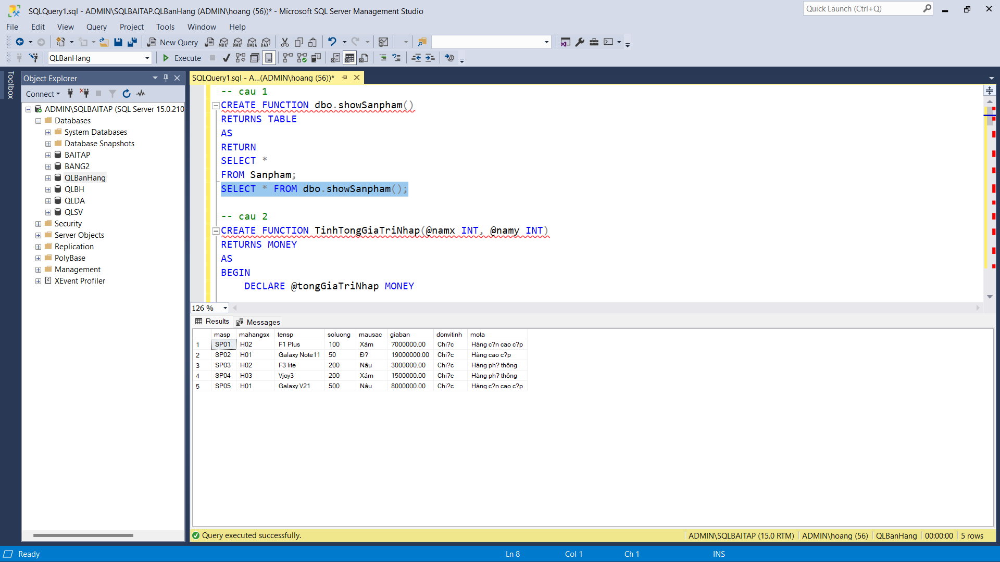 SQLQuery1.sql - ADMIN\SQLBAITAP.QLBanHang (ADMIN\hoang (56))* - Microsoft SQL Server Management Studio
Quick Launch (Ctrl+Q)
File Edit View Query Project Tools Window Help
New Query MDX DMX XMLA DAX
QLBanHang Execute
Toolbox
Object Explorer
Connect
ADMIN\SQLBAITAP (SQL Server 15.0.210
Databases
System Databases
Database Snapshots
BAITAP
BANG2
QLBanHang
QLBH
QLDA
QLSV
Security
Server Objects
Replication
PolyBase
Management
XEvent Profiler
SQLQuery1.sql - A...(ADMIN\hoang (56))*
-- cau 1
CREATE FUNCTION dbo.showSanpham()
RETURNS TABLE
AS
RETURN
SELECT *
FROM Sanpham;
SELECT * FROM dbo.showSanpham();
-- cau 2
CREATE FUNCTION TinhTongGiaTriNhap(@namx INT, @namy INT)
RETURNS MONEY
AS
BEGIN
DECLARE @tongGiaTriNhap MONEY
126 %
Results Messages
masp mahangsx tensp soluong mausac giaban donvitinh mota
1 SP01 H02 F1 Plus 100 Xám 7000000.00 Chi?c Hàng c?n cao c?p
2 SP02 H01 Galaxy Note11 50 Đ? 19000000.00 Chi?c Hàng cao c?p
3 SP03 H02 F3 lite 200 Nâu 3000000.00 Chi?c Hàng ph? thông
4 SP04 H03 Vjoy3 200 Xám 1500000.00 Chi?c Hàng ph? thông
5 SP05 H01 Galaxy V21 500 Nâu 8000000.00 Chi?c Hàng c?n cao c?p
Query executed successfully. ADMIN\SQLBAITAP (15.0 RTM) ADMIN\hoang (56) QLBanHang 00:00:00 5 rows
Ready Ln 8 Col 1 Ch 1 INS